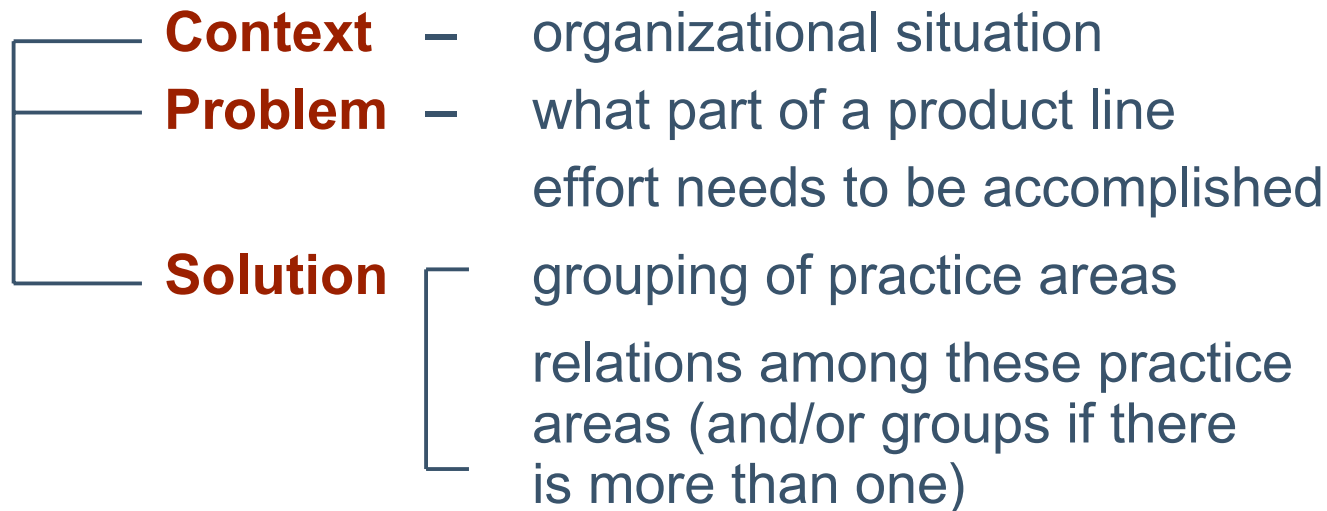 Context – organizational situation
Problem – what part of a product line
effort needs to be accomplished
Solution grouping of practice areas
relations among these practice
areas (and/or groups if there
is more than one)